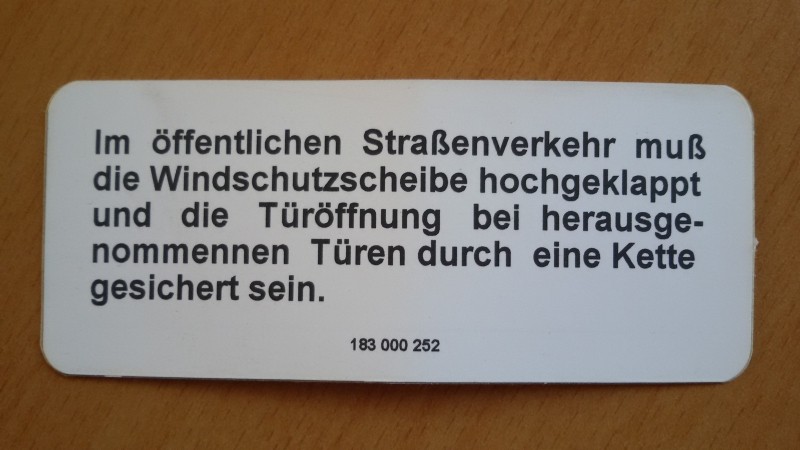 Im öffentlichen Straßenverkehr muß
die Windschutzscheibe hochgeklappt
und die Türöffnung bei herausge-
nommennen Türen durch eine Kette
gesichert sein.
183 000 252